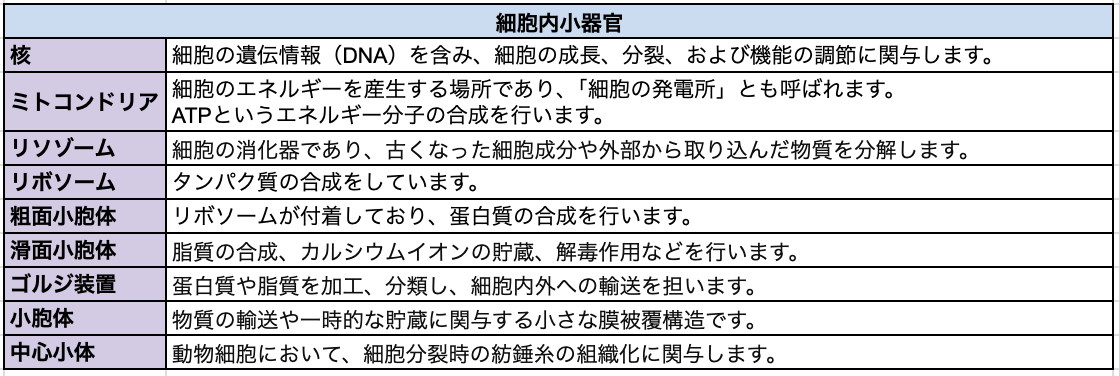 細胞内小器官
核 細胞の遺伝情報（DNA）を含み、細胞の成長、分裂、および機能の調節に関与します。
ミトコンドリア 細胞のエネルギーを産生する場所であり、「細胞の発電所」とも呼ばれます。
ATPというエネルギー分子の合成を行います。
リソゾーム 細胞の消化器であり、古くなった細胞成分や外部から取り込んだ物質を分解します。
リボソーム タンパク質の合成をしています。
粗面小胞体 リボソームが付着しており、蛋白質の合成を行います。
滑面小胞体 脂質の合成、カルシウムイオンの貯蔵、解毒作用などを行います。
ゴルジ装置 蛋白質や脂質を加工、分類し、細胞内外への輸送を担います。
小胞体 物質の輸送や一時的な貯蔵に関与する小さな膜被覆構造です。
中心小体 動物細胞において、細胞分裂時の紡錘糸の組織化に関与します。